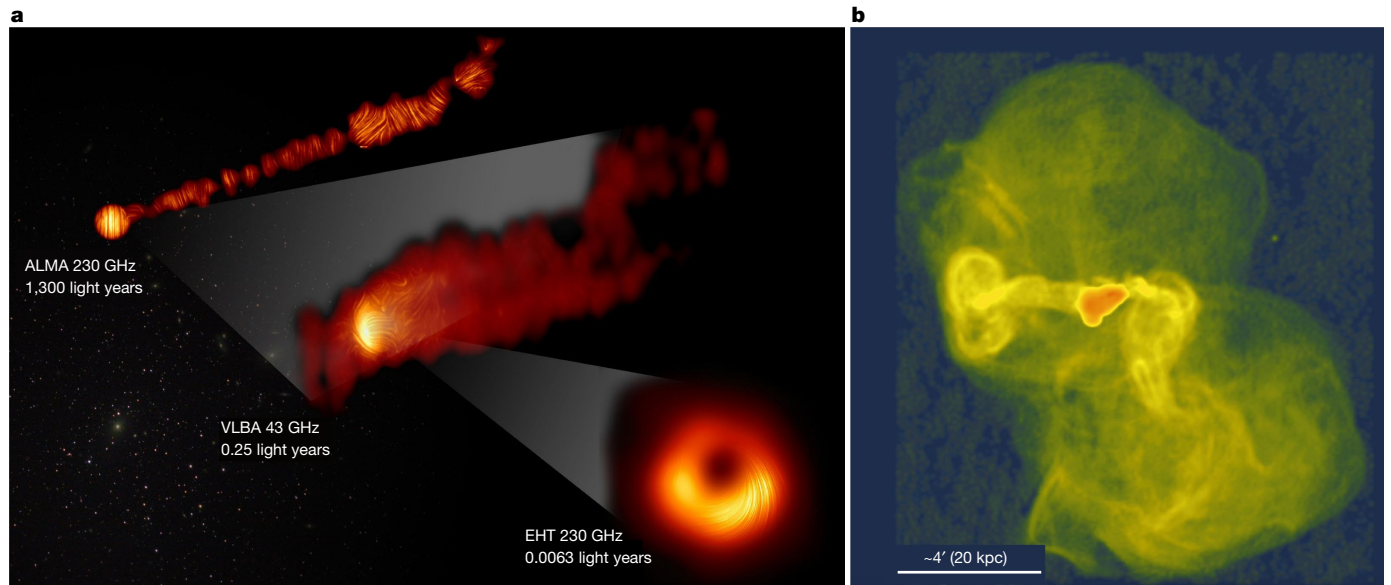 a
b
ALMA 230 GHz
1,300 light years
VLBA 43 GHz
0.25 light years
EHT 230 GHz
0.0063 light years
~4′ (20 kpc)